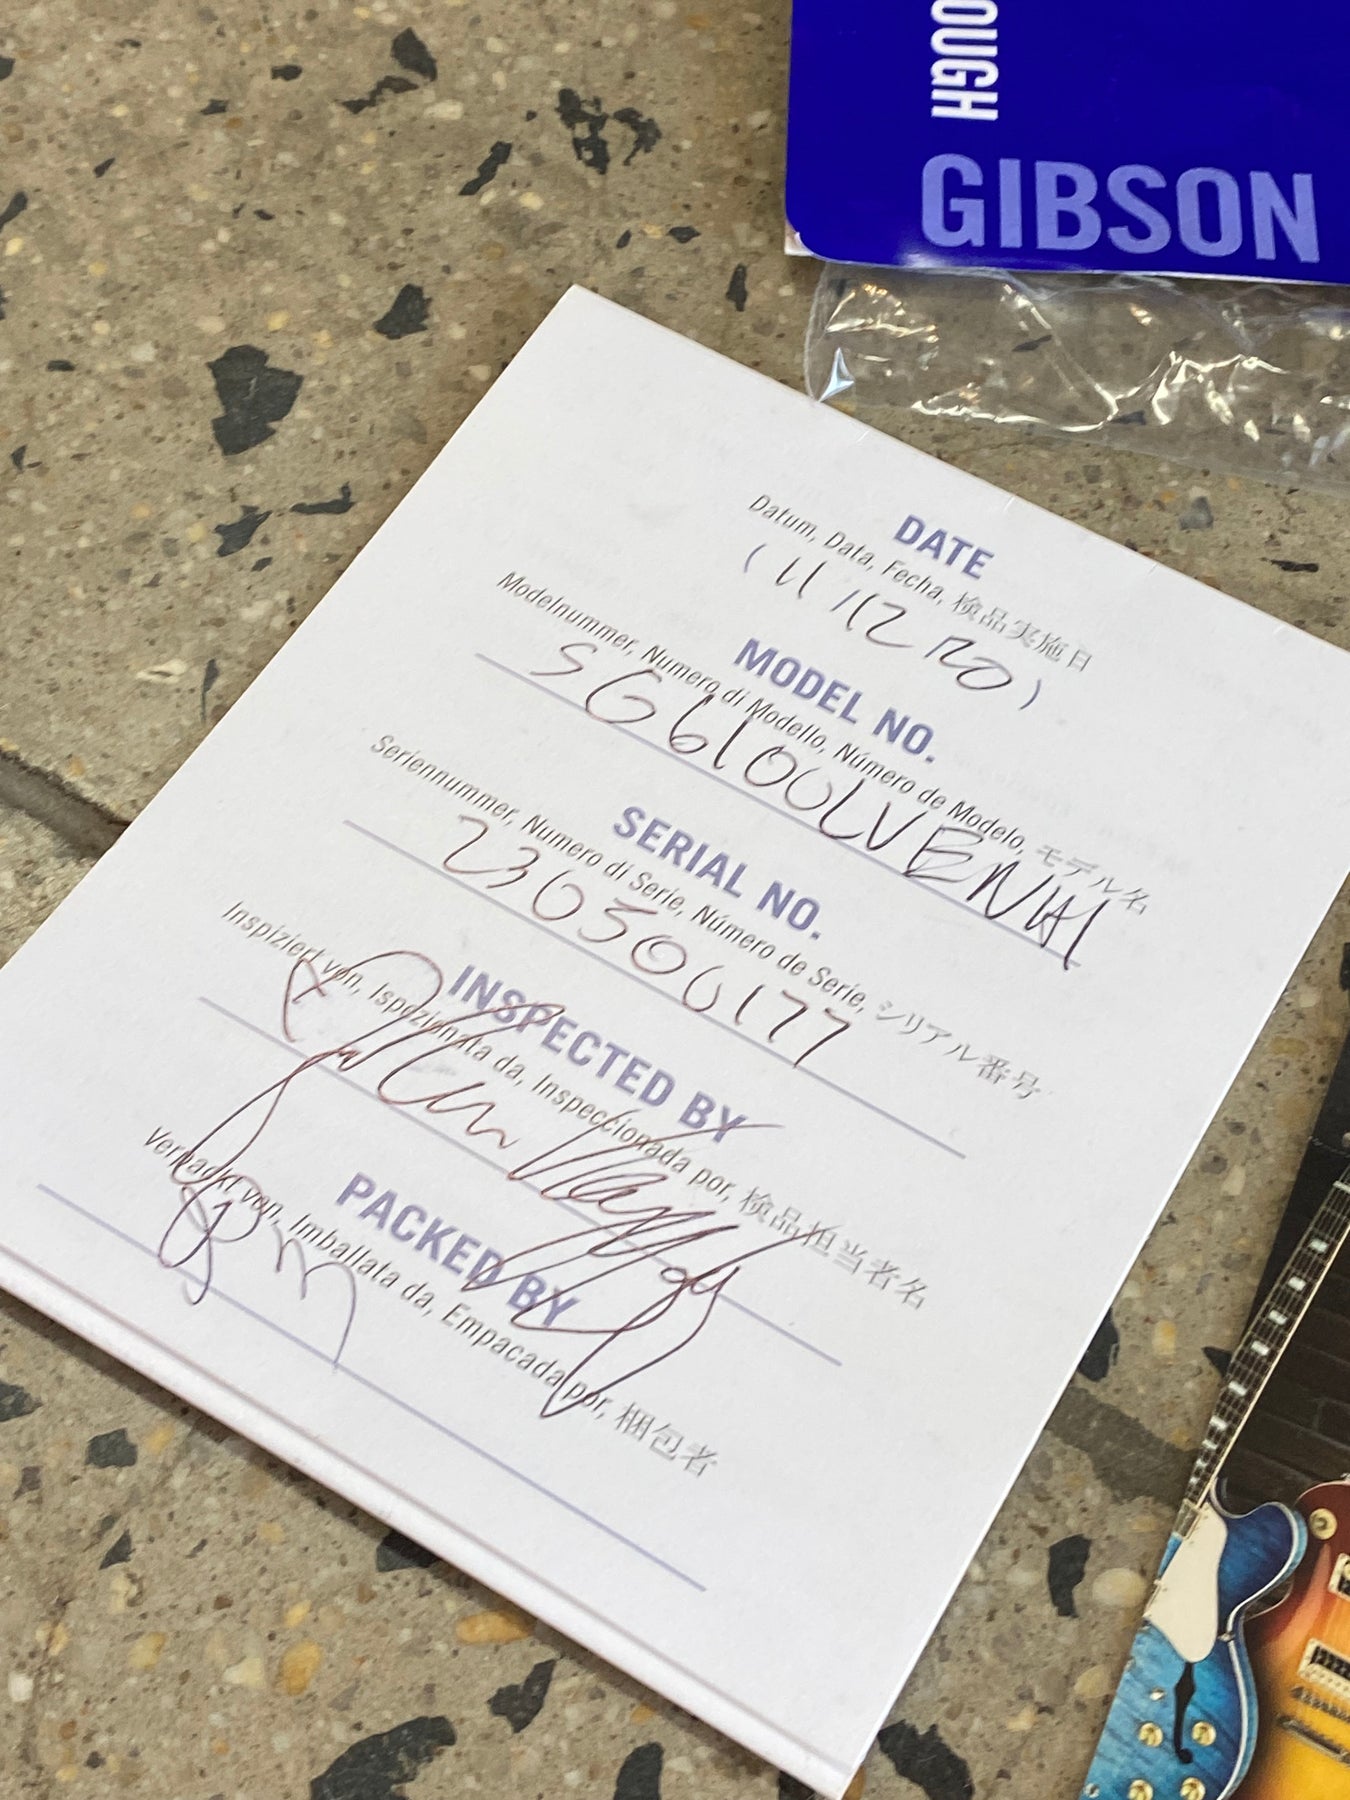 OUGH
GIBSON
DATE
Datum, Data, Fecha, 検品実施日
11/12/20
MODEL NO.
Modelnummer, Numero di Modello, Número de Modelo, モデル名
SG6100LVBNH1
SERIAL NO.
Seriennummer, Numero di Serie, Número de Serie, シリアル番号
230300177
INSPECTED BY
Inspiziert von, Ispezionata da, Inspeccionada por, 検品担当者名
PACKED BY
Verpackt von, Imballata da, Empacada por, 梱包者